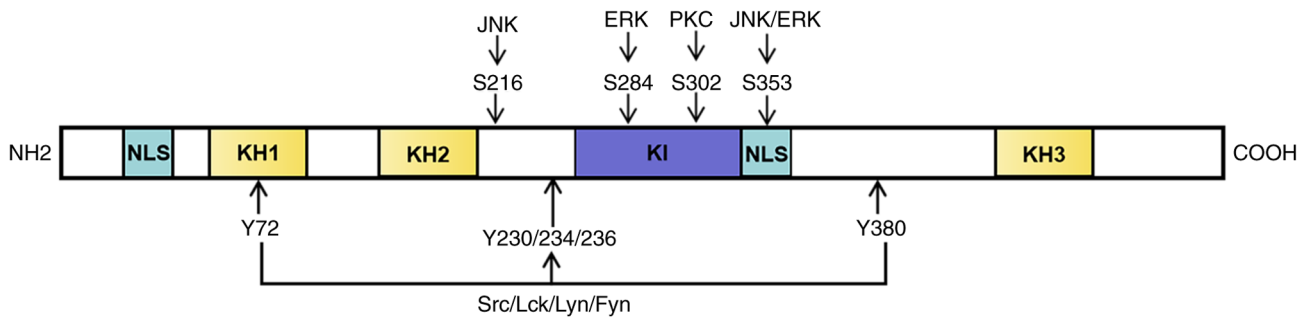 JNK ERK PKC JNK/ERK
S216 S284 S302 S353
NH2 NLS KH1 KH2 KI NLS KH3 COOH
Y72 Y230/234/236 Y380
Src/Lck/Lyn/Fyn